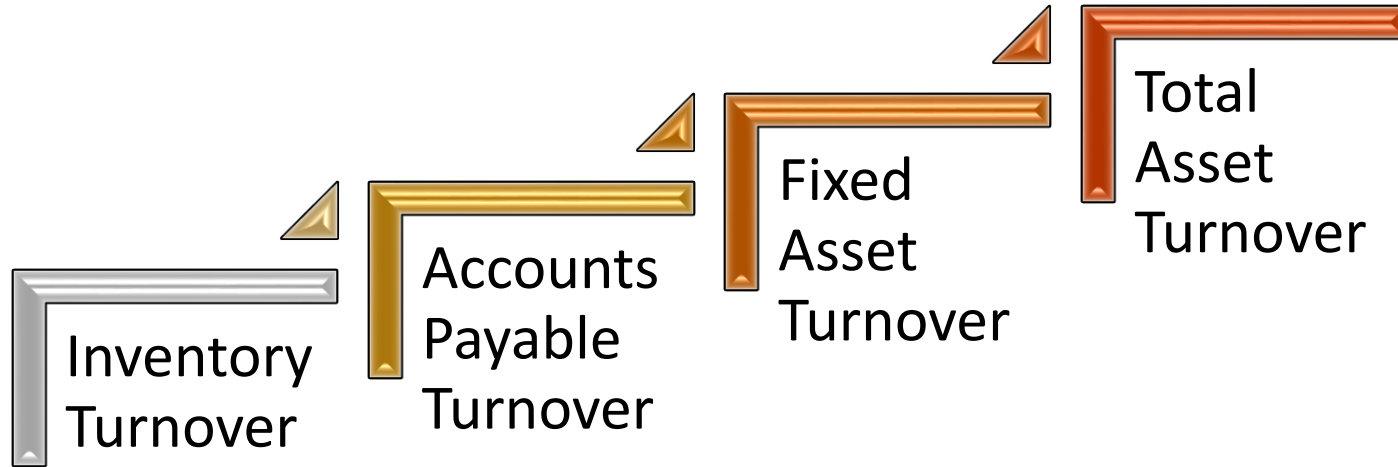 Inventory
Turnover
Accounts
Payable
Turnover
Fixed
Asset
Turnover
Total
Asset
Turnover